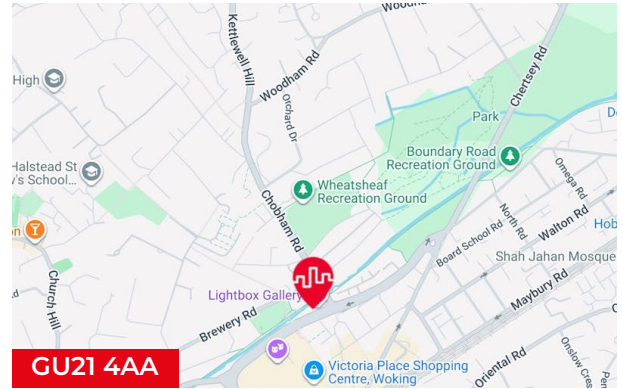 Woodham
Kettlewell Hill
Chertsey Rd
High
Woodham Rd
Orchard Dr
Park
Boundary Road
Recreation Ground
Halstead St
's School...
Wheatsheaf
Recreation Ground
Omega Rd
Chobham Rd
North Rd
Walton Rd
Board School Rd
Shah Jahan Mosque
Church Hill
Maybury Rd
Lightbox Gallery
Brewery Rd
Victoria Place Shopping
Centre, Woking
Oriental Rd
Onslow Cres
GU21 4AA